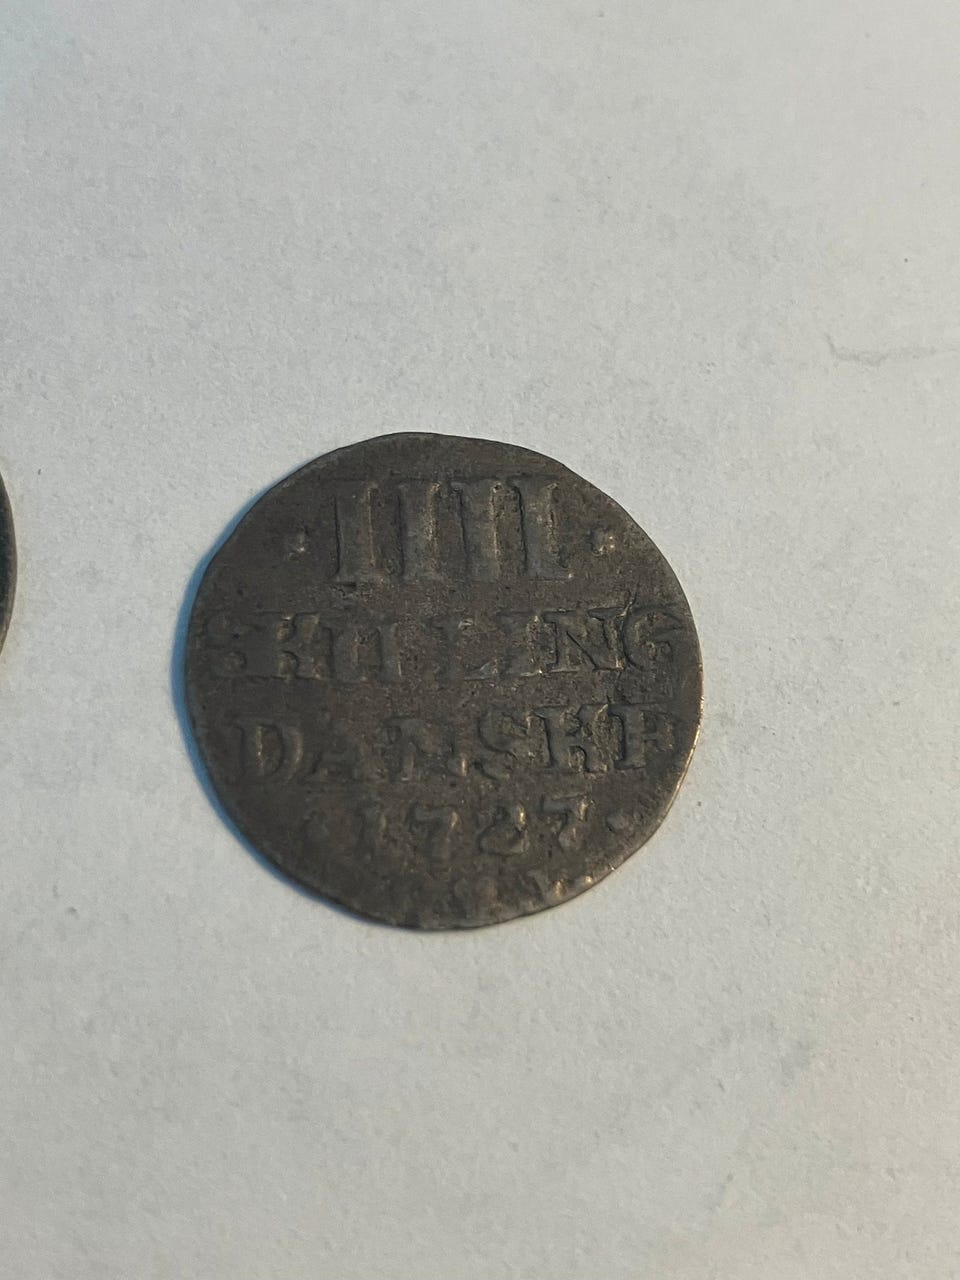 · IIII ·
SKILLING
DANSKE
· 1727 ·